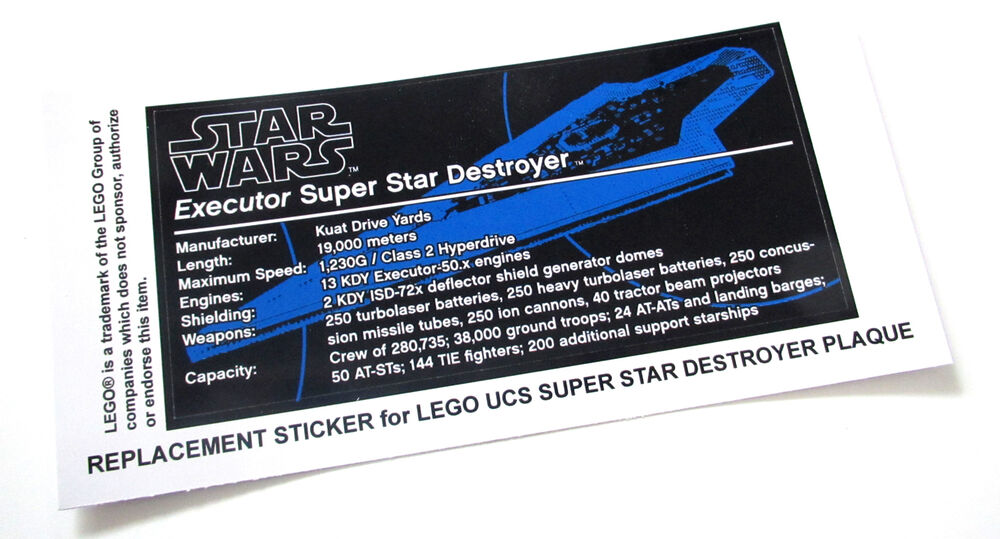 STAR
WARS™
Executor Super Star Destroyer™
Manufacturer: Kuat Drive Yards
Length: 19,000 meters
Maximum Speed: 1,230G / Class 2 Hyperdrive
Engines: 13 KDY Executor-50.x engines
Shielding: 2 KDY ISD-72x deflector shield generator domes
Weapons: 250 turbolaser batteries, 250 heavy turbolaser batteries, 250 concus-
sion missile tubes, 250 ion cannons, 40 tractor beam projectors
Capacity: Crew of 280,735; 38,000 ground troops; 24 AT-ATs and landing barges;
50 AT-STs; 144 TIE fighters; 200 additional support starships
LEGO® is a trademark of the LEGO Group of
companies which does not sponsor, authorize
or endorse this item.
REPLACEMENT STICKER for LEGO UCS SUPER STAR DESTROYER PLAQUE